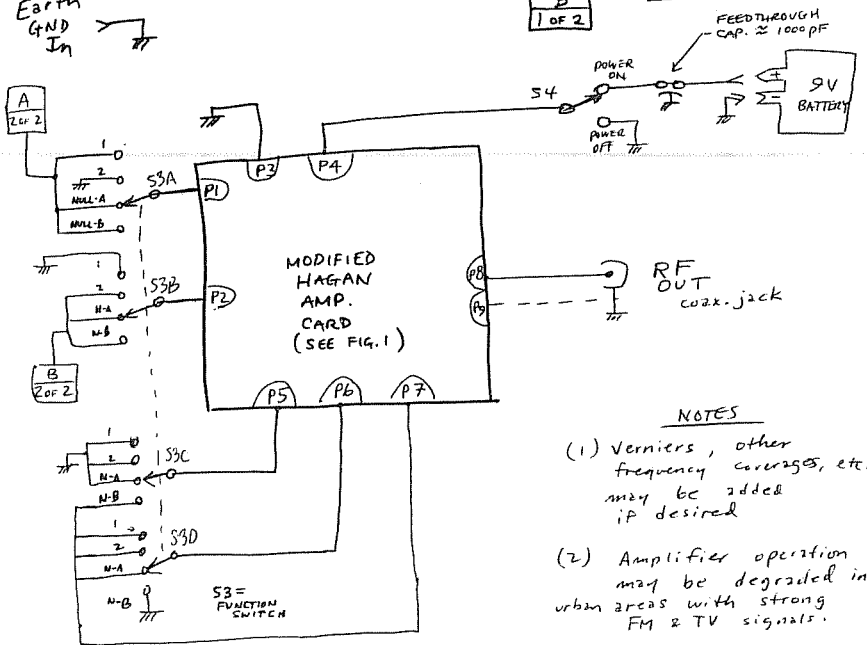 Earth
GND
In
B
1 OF 2
FEEDTHROUGH
CAP. ≈ 1000 pF
POWER
ON
S4
+
-
9V
BATTERY
POWER
OFF
A
2 OF 2
1
2
NULL-A
NULL-B
S3A
P1
P3
P4
1
2
N-A
N-B
S3B
P2
B
2 OF 2
MODIFIED
HAGAN
AMP.
CARD
(SEE FIG. 1)
P8
P9
RF
OUT
coax. jack
P5
P6
P7
1
2
N-A
N-B
S3C
1
2
N-A
N-B
S3D
S3 =
FUNCTION
SWITCH
NOTES
(1) Verniers, other
frequency coverages, etc.
may be added
if desired
(2) Amplifier operation
may be degraded in
urban areas with strong
FM & TV signals.